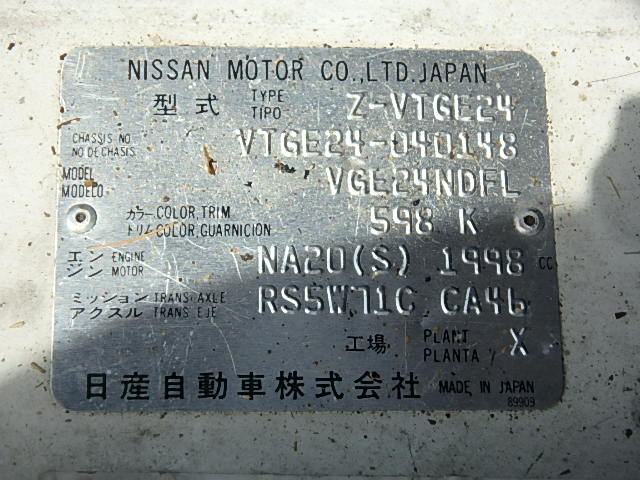 NISSAN MOTOR CO., LTD. JAPAN
型式 TYPE TIPO Z-VTGE24
CHASSIS NO NO DE CHASIS VTGE24-040148
MODEL MODELO VGE24NDFL
カラー COLOR, TRIM トリム COLOR, GUARNICION 598 K
エンジン ENGINE MOTOR NA20(S) 1998 CC
ミッション TRANS. AXLE アクスル TRANS. EJE RS5W71C CA46
工場 PLANT PLANTA X
日産自動車株式会社 MADE IN JAPAN
89909